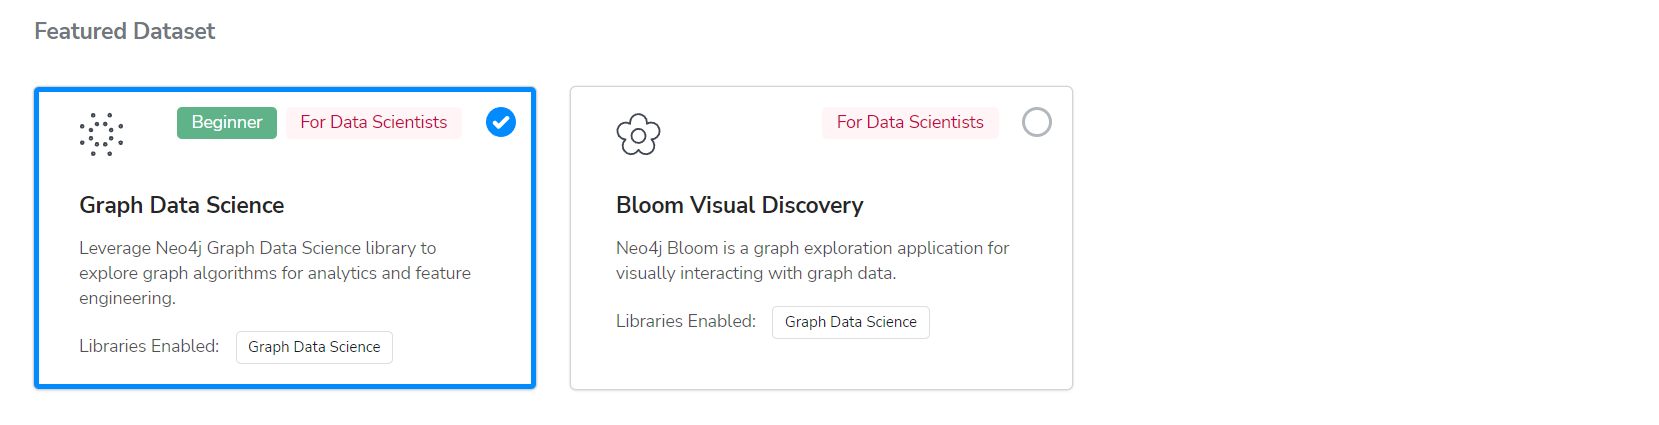 Featured Dataset
Beginner
For Data Scientists
Graph Data Science
Leverage Neo4j Graph Data Science library to
explore graph algorithms for analytics and feature
engineering.
Libraries Enabled: Graph Data Science
For Data Scientists
Bloom Visual Discovery
Neo4j Bloom is a graph exploration application for
visually interacting with graph data.
Libraries Enabled: Graph Data Science